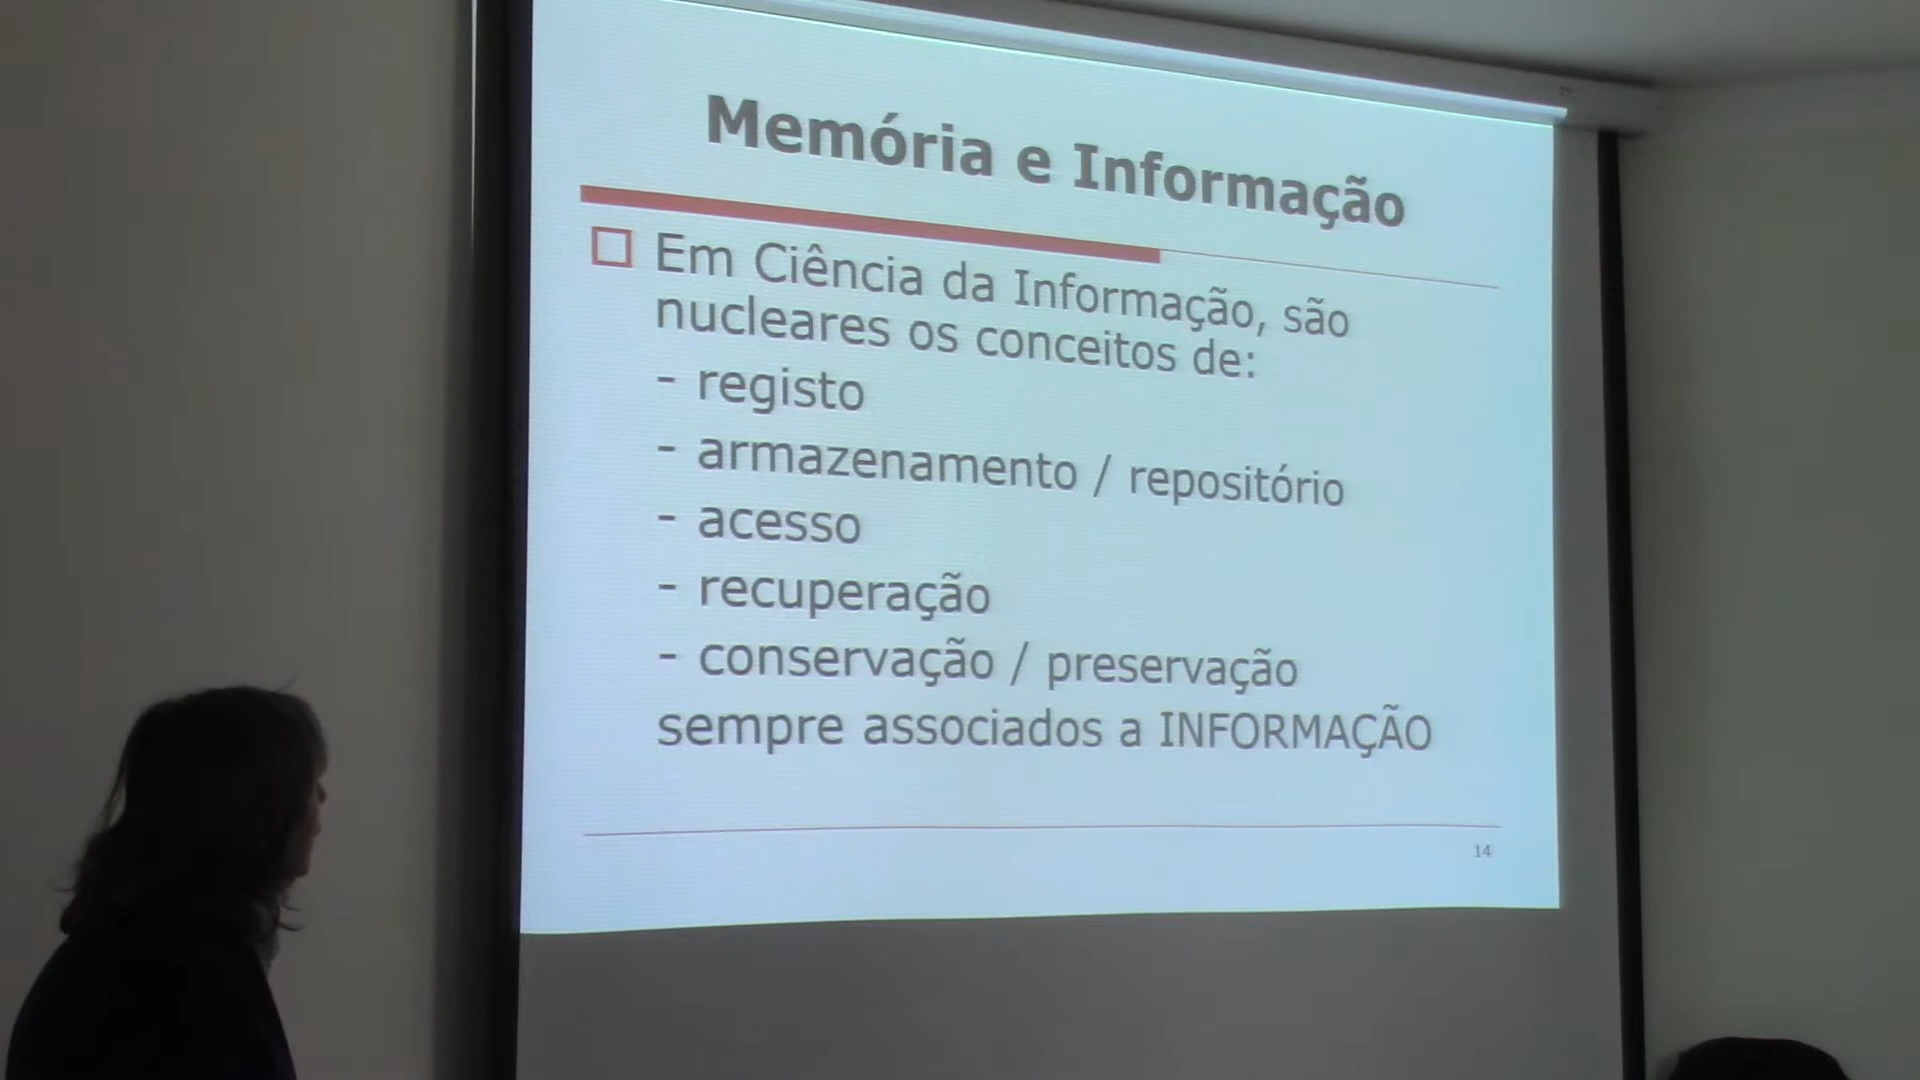 Memória e Informação
Em Ciência da Informação, são
nucleares os conceitos de:
- registo
- armazenamento / repositório
- acesso
- recuperação
- conservação / preservação
sempre associados a INFORMAÇÃO
14